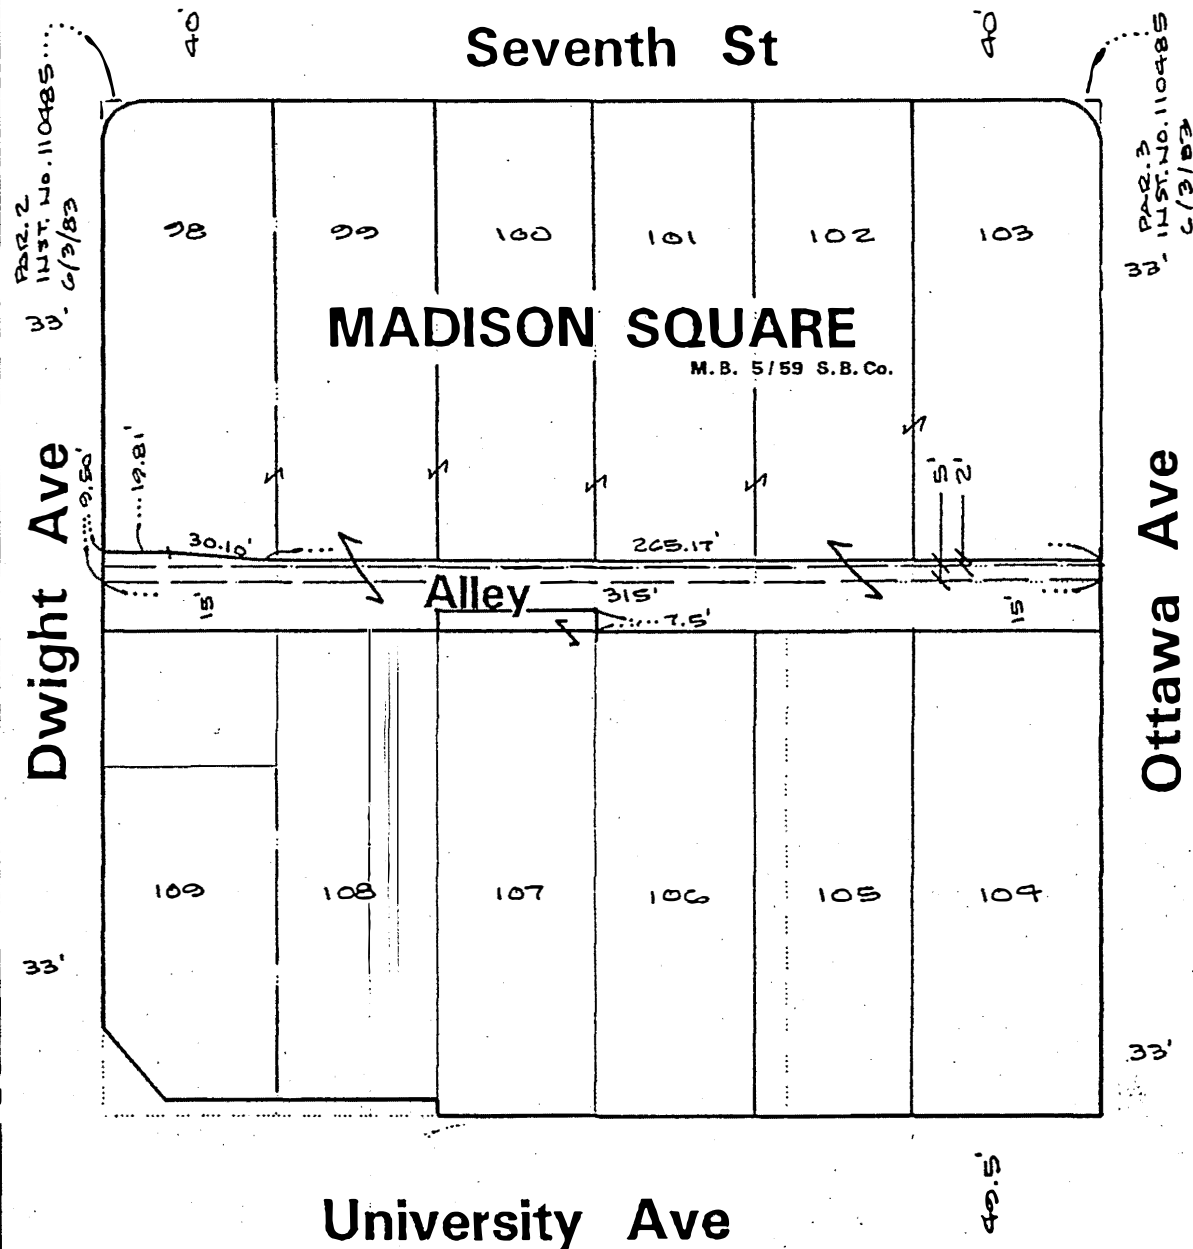 40'
Seventh St
40'
PAR. 2
INST. No. 110485
6/3/83
33'
PAR. 3
INST. NO. 110485
6/3/83
33'
98
99
100
101
102
103
MADISON SQUARE
M.B. 5/59 S.B.Co.
Dwight Ave
Ottawa Ave
9.50'
19.81'
30.10'
265.17'
5'
2'
15'
Alley
315'
7.5'
15'
109
108
107
106
105
104
33'
33'
49.5'
University Ave